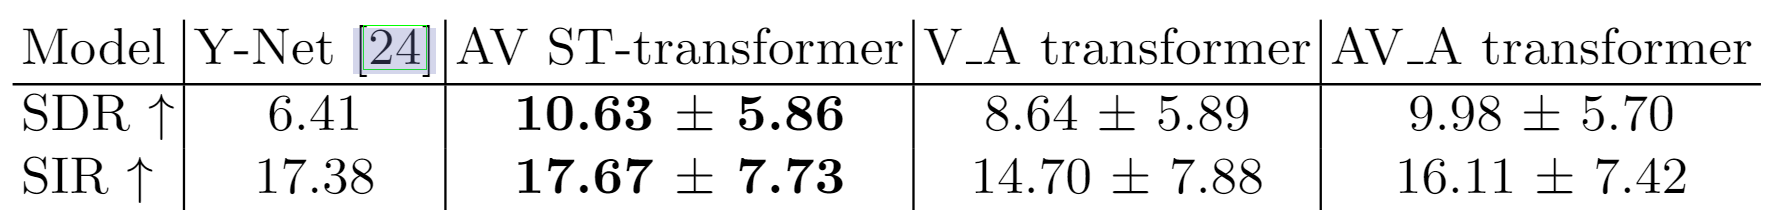 Model Y-Net [24] AV ST-transformer V_A transformer AV_A transformer
SDR ↑ 6.41 10.63 ± 5.86 8.64 ± 5.89 9.98 ± 5.70
SIR ↑ 17.38 17.67 ± 7.73 14.70 ± 7.88 16.11 ± 7.42